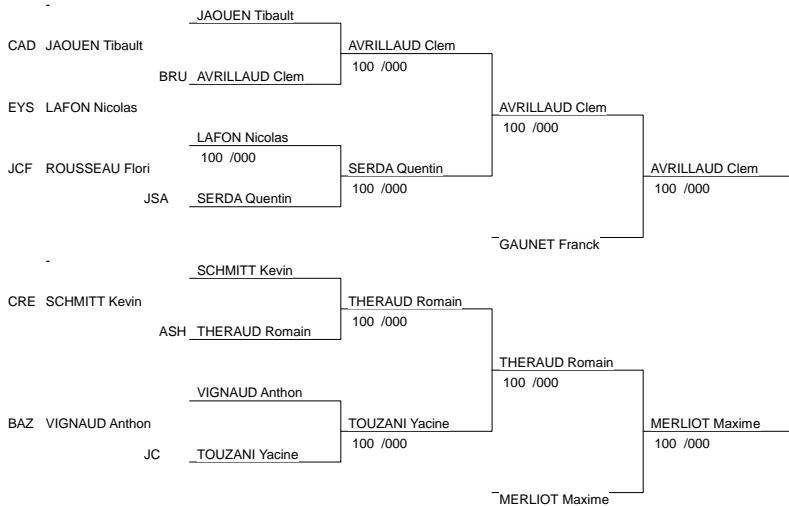 -
JAOUEN Tibault
CAD JAOUEN Tibault
AVRILLAUD Clem
100 /000
BRU AVRILLAUD Clem
EYS LAFON Nicolas
AVRILLAUD Clem
100 /000
LAFON Nicolas
100 /000
JCF ROUSSEAU Flori
SERDA Quentin
100 /000
AVRILLAUD Clem
100 /000
JSA SERDA Quentin
GAUNET Franck
-
SCHMITT Kevin
CRE SCHMITT Kevin
THERAUD Romain
100 /000
ASH THERAUD Romain
THERAUD Romain
100 /000
VIGNAUD Anthon
BAZ VIGNAUD Anthon
TOUZANI Yacine
100 /000
MERLIOT Maxime
100 /000
JC TOUZANI Yacine
MERLIOT Maxime